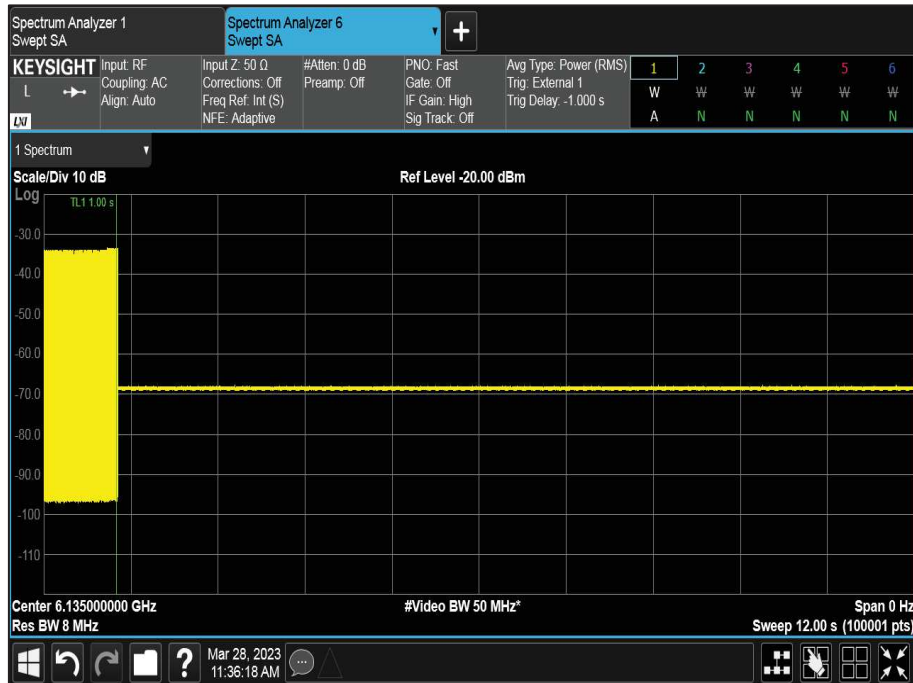 Spectrum Analyzer 1
Swept SA
Spectrum Analyzer 6
Swept SA
+
KEYSIGHT
L
LXI
Input: RF
Coupling: AC
Align: Auto
Input Z: 50 Ω
Corrections: Off
Freq Ref: Int (S)
NFE: Adaptive
#Atten: 0 dB
Preamp: Off
PNO: Fast
Gate: Off
IF Gain: High
Sig Track: Off
Avg Type: Power (RMS)
Trig: External 1
Trig Delay: -1.000 s
1 2 3 4 5 6
W W W W W W
A N N N N N
1 Spectrum
Scale/Div 10 dB
Ref Level -20.00 dBm
Log
TL1 1.00 s
-30.0
-40.0
-50.0
-60.0
-70.0
-80.0
-90.0
-100
-110
Center 6.135000000 GHz
#Video BW 50 MHz*
Span 0 Hz
Res BW 8 MHz
Sweep 12.00 s (100001 pts)
?
Mar 28, 2023
11:36:18 AM